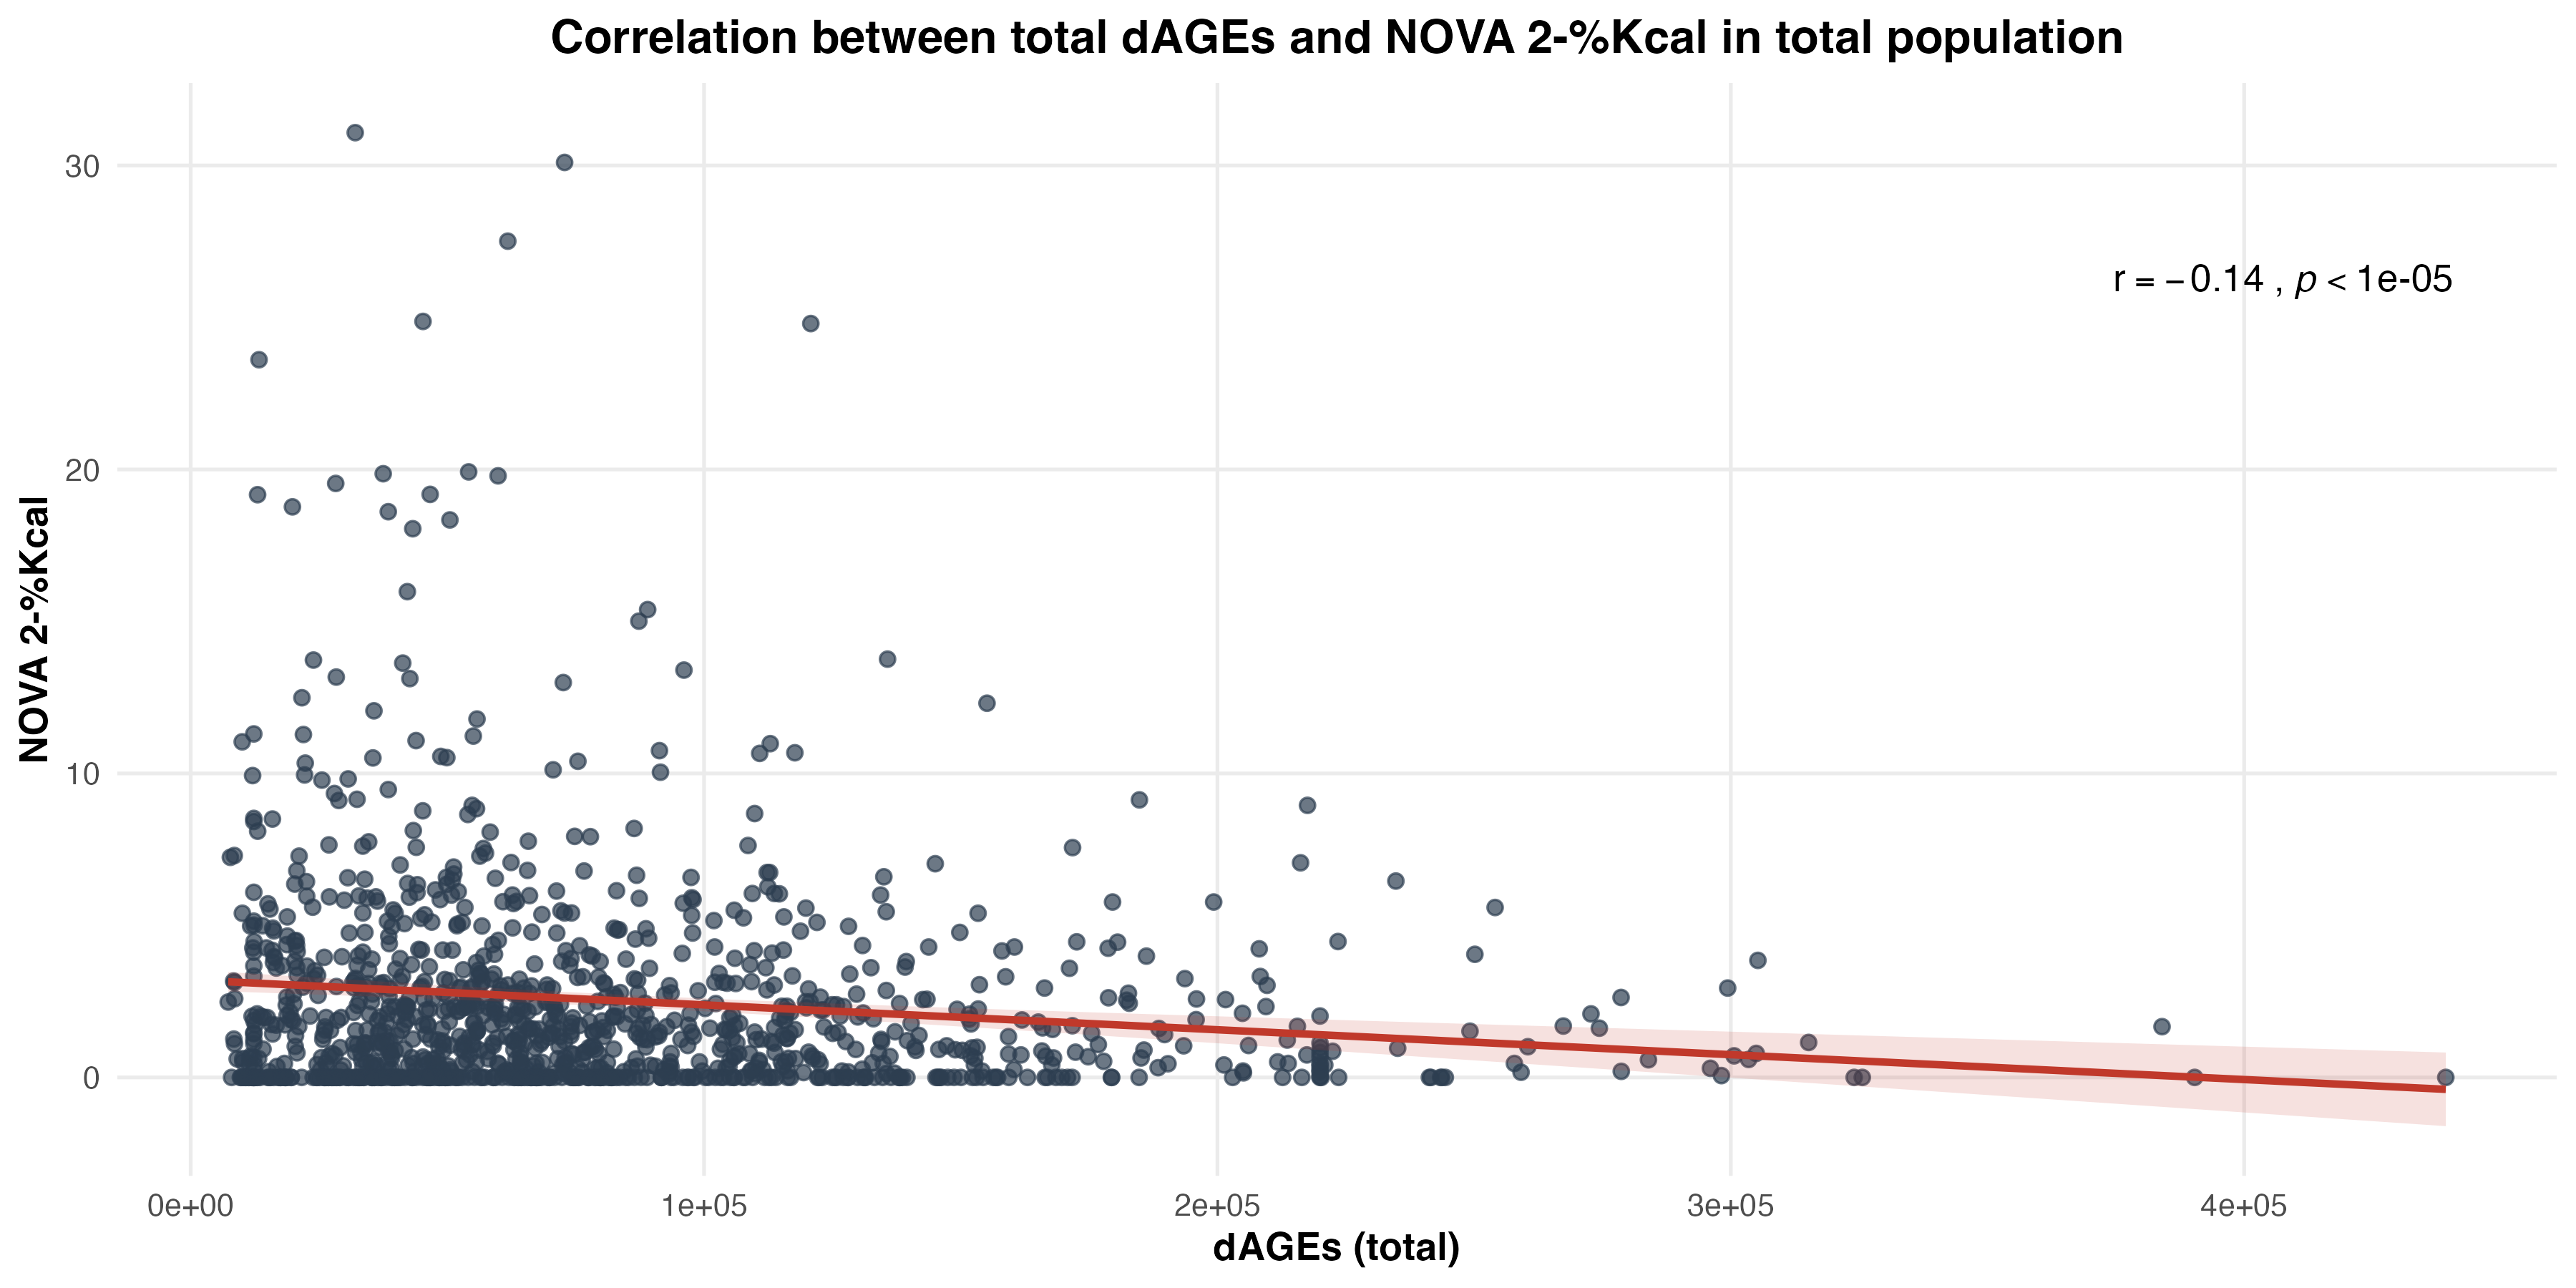 Correlation between total dAGEs and NOVA 2-%Kcal in total population
30
r = − 0.14 , p < 1e-05
20
NOVA 2-%Kcal
10
0
0e+00 1e+05 2e+05 3e+05 4e+05
dAGEs (total)